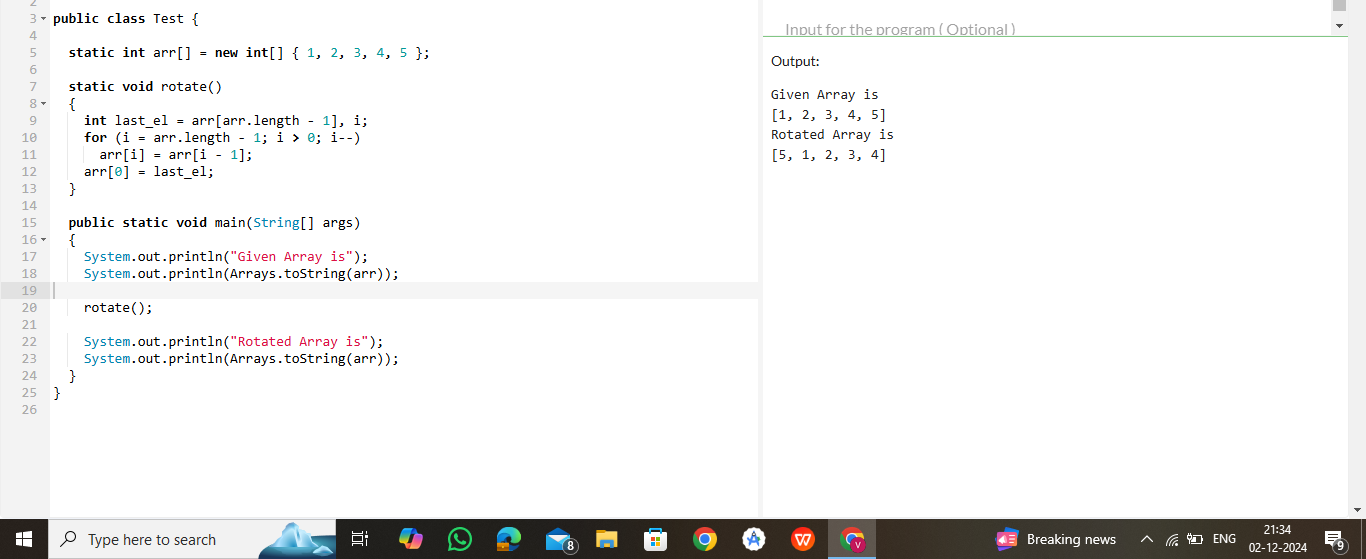 2
3 public class Test {
4
5 static int arr[] = new int[] { 1, 2, 3, 4, 5 };
6
7 static void rotate()
8 {
9 int last_el = arr[arr.length - 1], i;
10 for (i = arr.length - 1; i > 0; i--)
11 arr[i] = arr[i - 1];
12 arr[0] = last_el;
13 }
14
15 public static void main(String[] args)
16 {
17 System.out.println("Given Array is");
18 System.out.println(Arrays.toString(arr));
19
20 rotate();
21
22 System.out.println("Rotated Array is");
23 System.out.println(Arrays.toString(arr));
24 }
25 }
26
Input for the program ( Optional )
Output:
Given Array is
[1, 2, 3, 4, 5]
Rotated Array is
[5, 1, 2, 3, 4]
Type here to search
8
W
V
Breaking news
ENG
21:34
02-12-2024
9